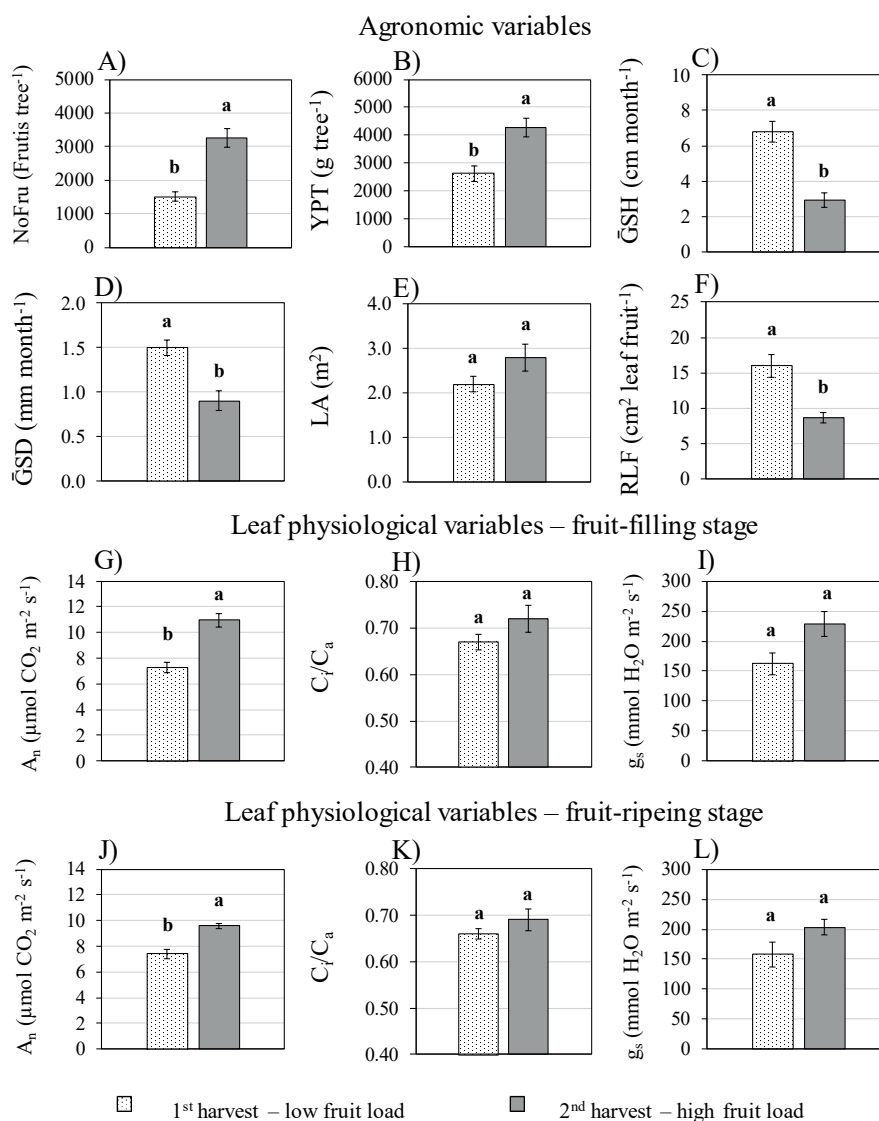 Agronomic variables
A)
NoFru (Frutis tree-1)
5000
4000
3000
2000
1000
0
b
a
B)
YPT (g tree-1)
6000
5000
4000
3000
2000
1000
0
b
a
C)
ḠSH (cm month-1)
8
6
4
2
0
a
b
D)
ḠSD (mm month-1)
2.0
1.5
1.0
0.5
0.0
a
b
E)
LA (m2)
4.0
3.0
2.0
1.0
0.0
a
a
F)
RLF (cm2 leaf fruit-1)
25
20
15
10
5
0
a
b
Leaf physiological variables – fruit-filling stage
G)
An (µmol CO2 m-2 s-1)
14
12
10
8
6
4
2
0
b
a
H)
Ci/Ca
0.80
0.70
0.60
0.50
0.40
a
a
I)
gs (mmol H2O m-2 s-1)
300
250
200
150
100
50
0
a
a
Leaf physiological variables – fruit-ripeing stage
J)
An (µmol CO2 m-2 s-1)
14
12
10
8
6
4
2
0
b
a
K)
Ci/Ca
0.80
0.70
0.60
0.50
0.40
a
a
L)
gs (mmol H2O m-2 s-1)
300
250
200
150
100
50
0
a
a
1st harvest – low fruit load
2nd harvest – high fruit load